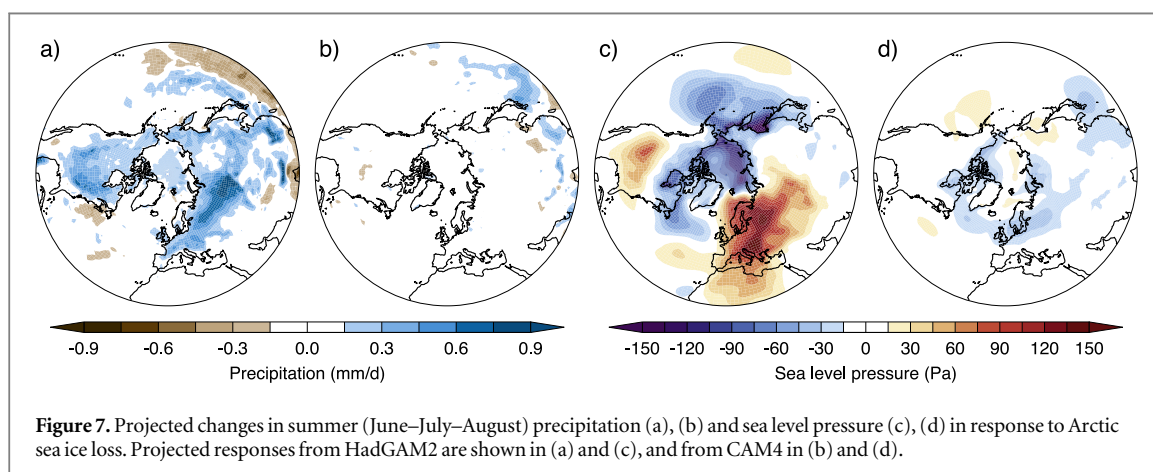 a)
b)
c)
d)
-0.9 -0.6 -0.3 0.0 0.3 0.6 0.9
-150 -120 -90 -60 -30 0 30 60 90 120 150
Precipitation (mm/d)
Sea level pressure (Pa)
Figure 7. Projected changes in summer (June–July–August) precipitation (a), (b) and sea level pressure (c), (d) in response to Arctic
sea ice loss. Projected responses from HadGAM2 are shown in (a) and (c), and from CAM4 in (b) and (d).